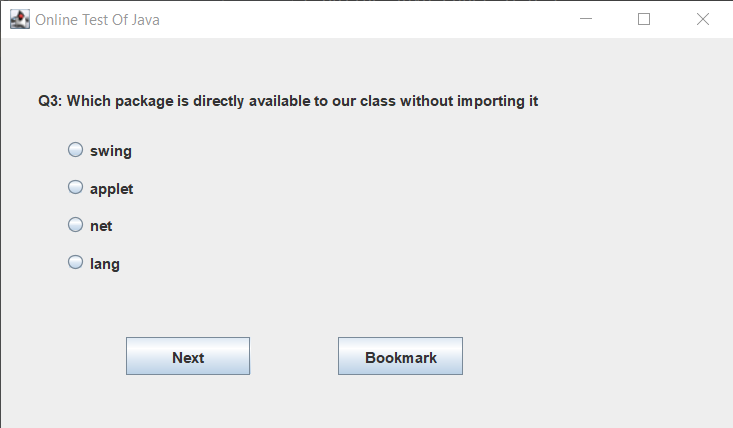 Online Test Of Java
Q3: Which package is directly available to our class without importing it
swing
applet
net
lang
Next
Bookmark